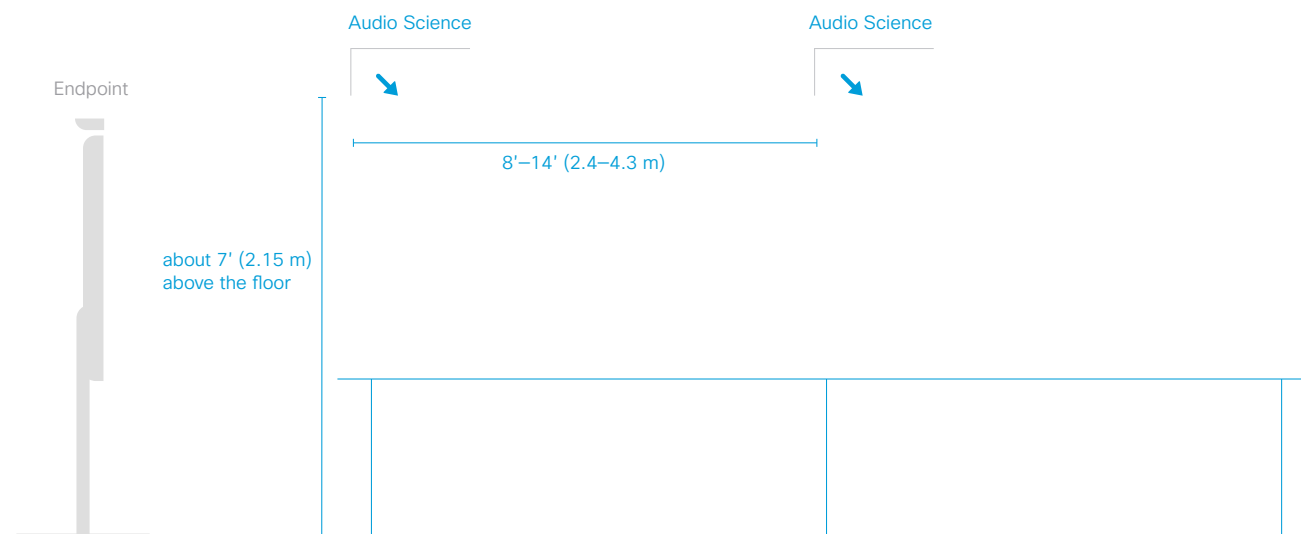 Audio Science
Audio Science
Endpoint
8'–14' (2.4–4.3 m)
about 7' (2.15 m)
above the floor